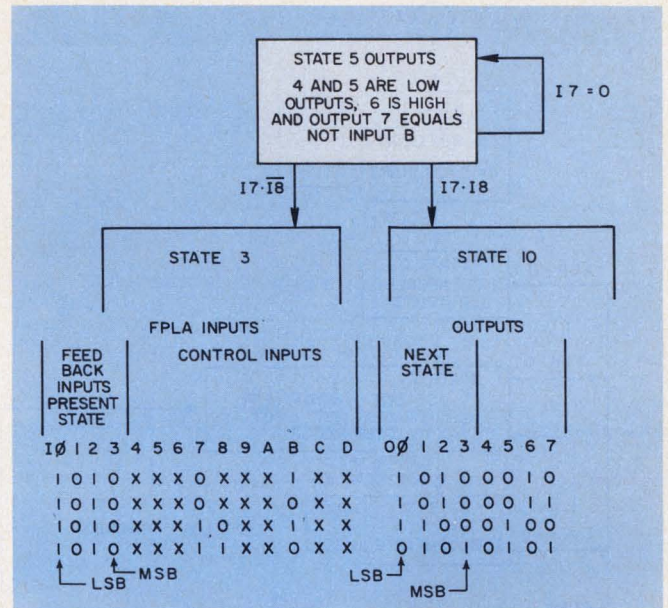 STATE 5 OUTPUTS
4 AND 5 ARE LOW
OUTPUTS, 6 IS HIGH
AND OUTPUT 7 EQUALS
NOT INPUT B
I7 = 0
I7·I̅8̅
I7·I8
STATE 3
STATE 10
FPLA INPUTS
OUTPUTS
FEED
BACK
INPUTS
PRESENT
STATE
CONTROL INPUTS
NEXT
STATE
IØ 1 2 3 4 5 6 7 8 9 A B C D OØ 1 2 3 4 5 6 7
1 0 1 0 X X X 0 X X X 1 X X 1 0 1 0 0 0 1 0
1 0 1 0 X X X 0 X X X 0 X X 1 0 1 0 0 0 1 1
1 0 1 0 X X X 1 0 X X 1 X X 1 1 0 0 0 1 0 0
1 0 1 0 X X X 1 1 X X 0 X X 0 1 0 1 0 1 0 1
LSB MSB LSB MSB